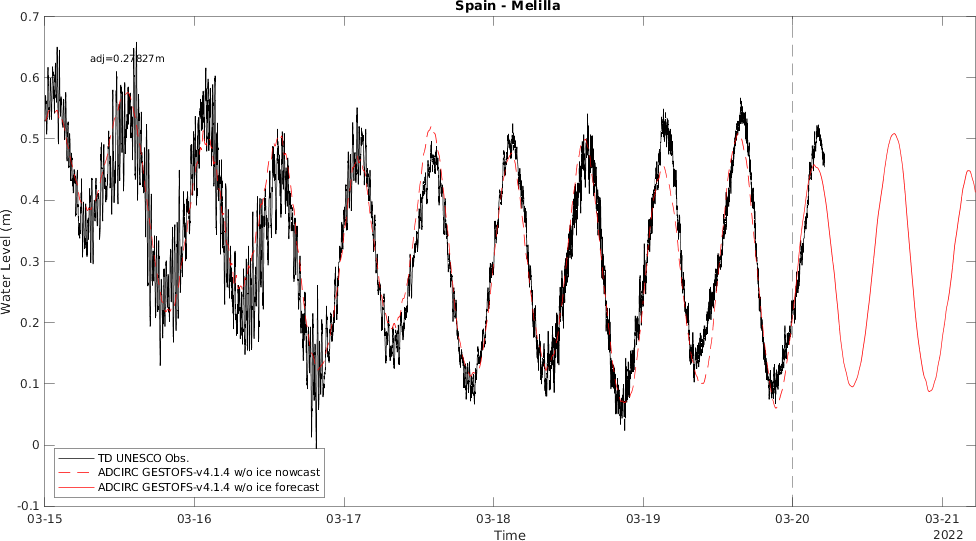 Spain - Melilla
0.7
adj=0.27827m
0.6
0.5
0.4
0.3
0.2
0.1
0
-0.1
Water Level (m)
TD UNESCO Obs.
ADCIRC GESTOFS-v4.1.4 w/o ice nowcast
ADCIRC GESTOFS-v4.1.4 w/o ice forecast
03-15 03-16 03-17 03-18 03-19 03-20 03-21
Time 2022